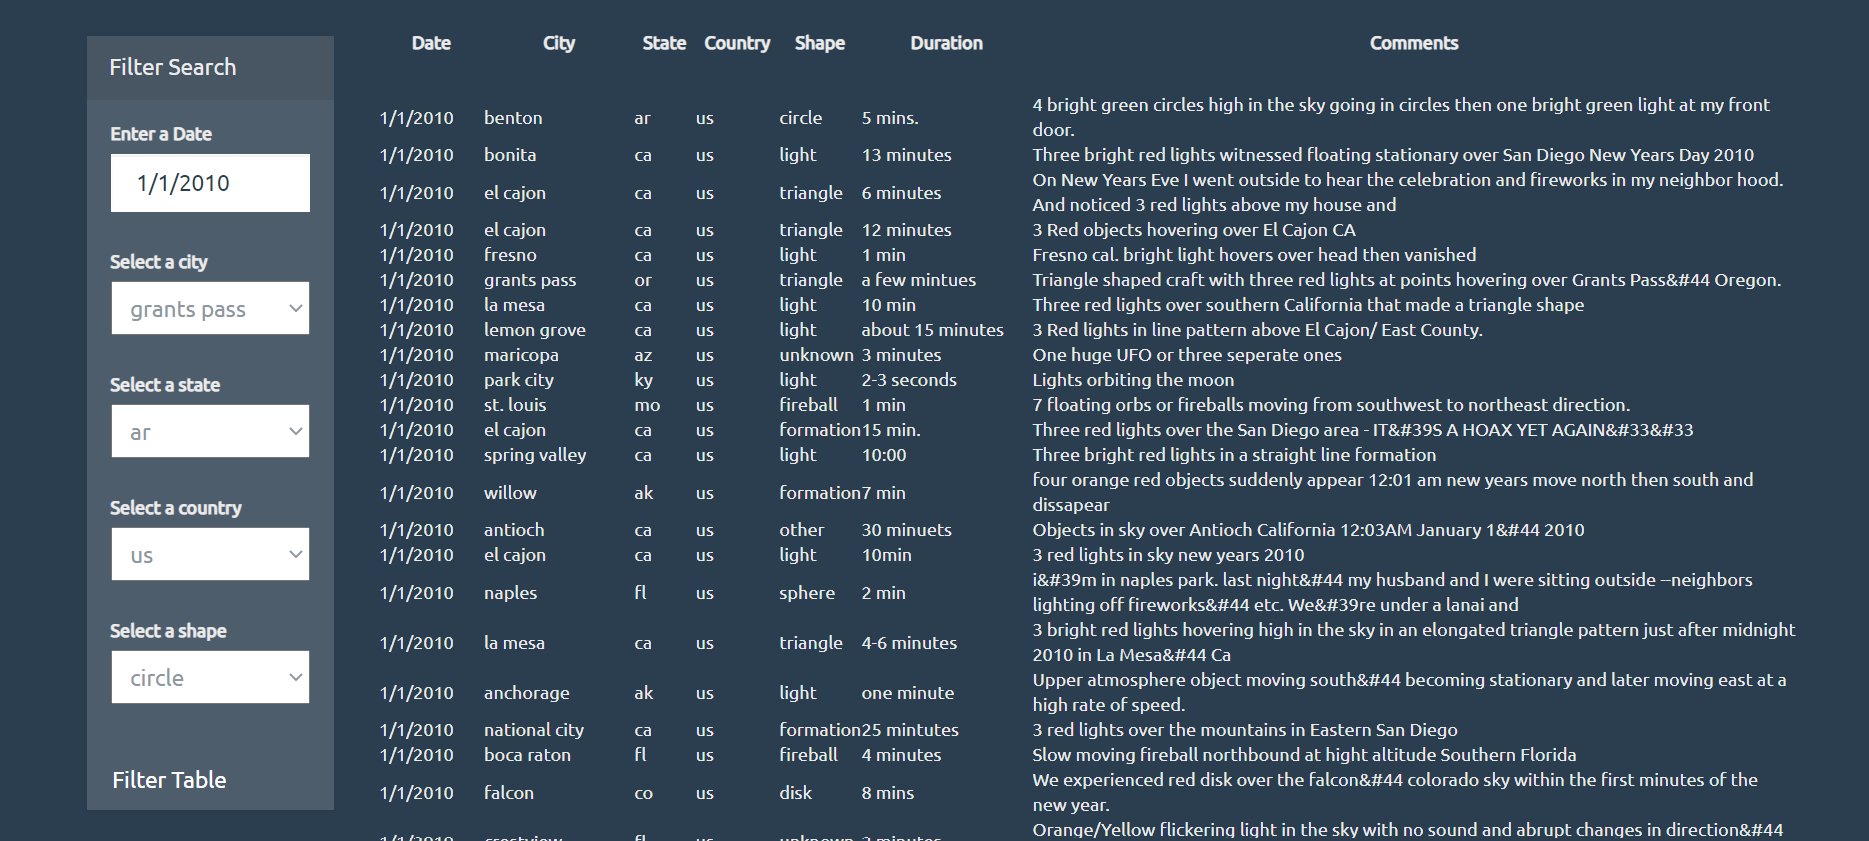 Filter Search
Enter a Date
1/1/2010
Select a city
grants pass
Select a state
ar
Select a country
us
Select a shape
circle
Filter Table
Date City State Country Shape Duration Comments
1/1/2010 benton ar us circle 5 mins. 4 bright green circles high in the sky going in circles then one bright green light at my front
door.
1/1/2010 bonita ca us light 13 minutes Three bright red lights witnessed floating stationary over San Diego New Years Day 2010
1/1/2010 el cajon ca us triangle 6 minutes On New Years Eve I went outside to hear the celebration and fireworks in my neighbor hood.
And noticed 3 red lights above my house and
1/1/2010 el cajon ca us triangle 12 minutes 3 Red objects hovering over El Cajon CA
1/1/2010 fresno ca us light 1 min Fresno cal. bright light hovers over head then vanished
1/1/2010 grants pass or us triangle a few mintues Triangle shaped craft with three red lights at points hovering over Grants Pass&#44 Oregon.
1/1/2010 la mesa ca us light 10 min Three red lights over southern California that made a triangle shape
1/1/2010 lemon grove ca us light about 15 minutes 3 Red lights in line pattern above El Cajon/ East County.
1/1/2010 maricopa az us unknown 3 minutes One huge UFO or three seperate ones
1/1/2010 park city ky us light 2-3 seconds Lights orbiting the moon
1/1/2010 st. louis mo us fireball 1 min 7 floating orbs or fireballs moving from southwest to northeast direction.
1/1/2010 el cajon ca us formation 15 min. Three red lights over the San Diego area - IT&#39S A HOAX YET AGAIN&#33&#33
1/1/2010 spring valley ca us light 10:00 Three bright red lights in a straight line formation
1/1/2010 willow ak us formation 7 min four orange red objects suddenly appear 12:01 am new years move north then south and
dissapear
1/1/2010 antioch ca us other 30 minuets Objects in sky over Antioch California 12:03AM January 1&#44 2010
1/1/2010 el cajon ca us light 10min 3 red lights in sky new years 2010
1/1/2010 naples fl us sphere 2 min i&#39m in naples park. last night&#44 my husband and I were sitting outside --neighbors
lighting off fireworks&#44 etc. We&#39re under a lanai and
1/1/2010 la mesa ca us triangle 4-6 minutes 3 bright red lights hovering high in the sky in an elongated triangle pattern just after midnight
2010 in La Mesa&#44 Ca
1/1/2010 anchorage ak us light one minute Upper atmosphere object moving south&#44 becoming stationary and later moving east at a
high rate of speed.
1/1/2010 national city ca us formation 25 mintutes 3 red lights over the mountains in Eastern San Diego
1/1/2010 boca raton fl us fireball 4 minutes Slow moving fireball northbound at hight altitude Southern Florida
1/1/2010 falcon co us disk 8 mins We experienced red disk over the falcon&#44 colorado sky within the first minutes of the
new year.
1/1/2010 crestview fl us unknown 3 minutes Orange/Yellow flickering light in the sky with no sound and abrupt changes in direction&#44